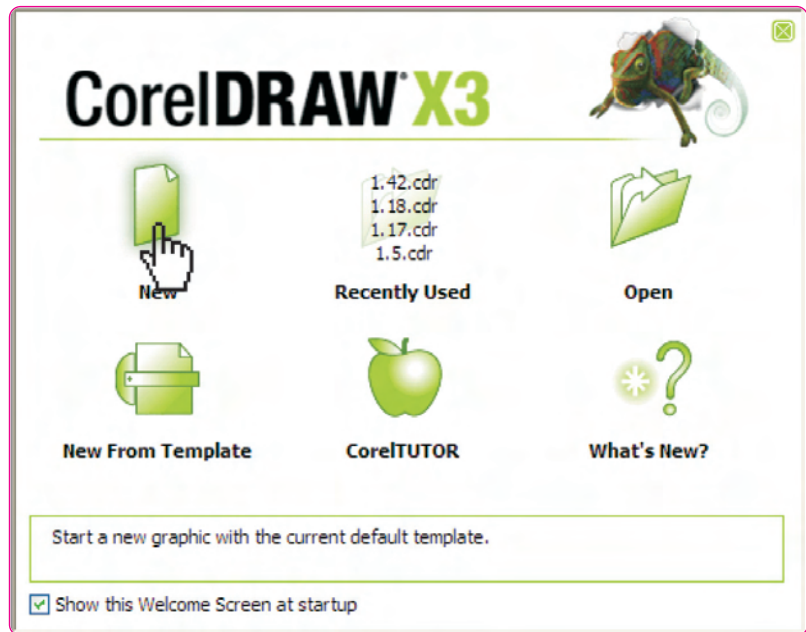 CorelDRAW® X3
1.42.cdr
1.18.cdr
1.17.cdr
1.5.cdr
New
Recently Used
Open
New From Template
CorelTUTOR
What's New?
Start a new graphic with the current default template.
Show this Welcome Screen at startup